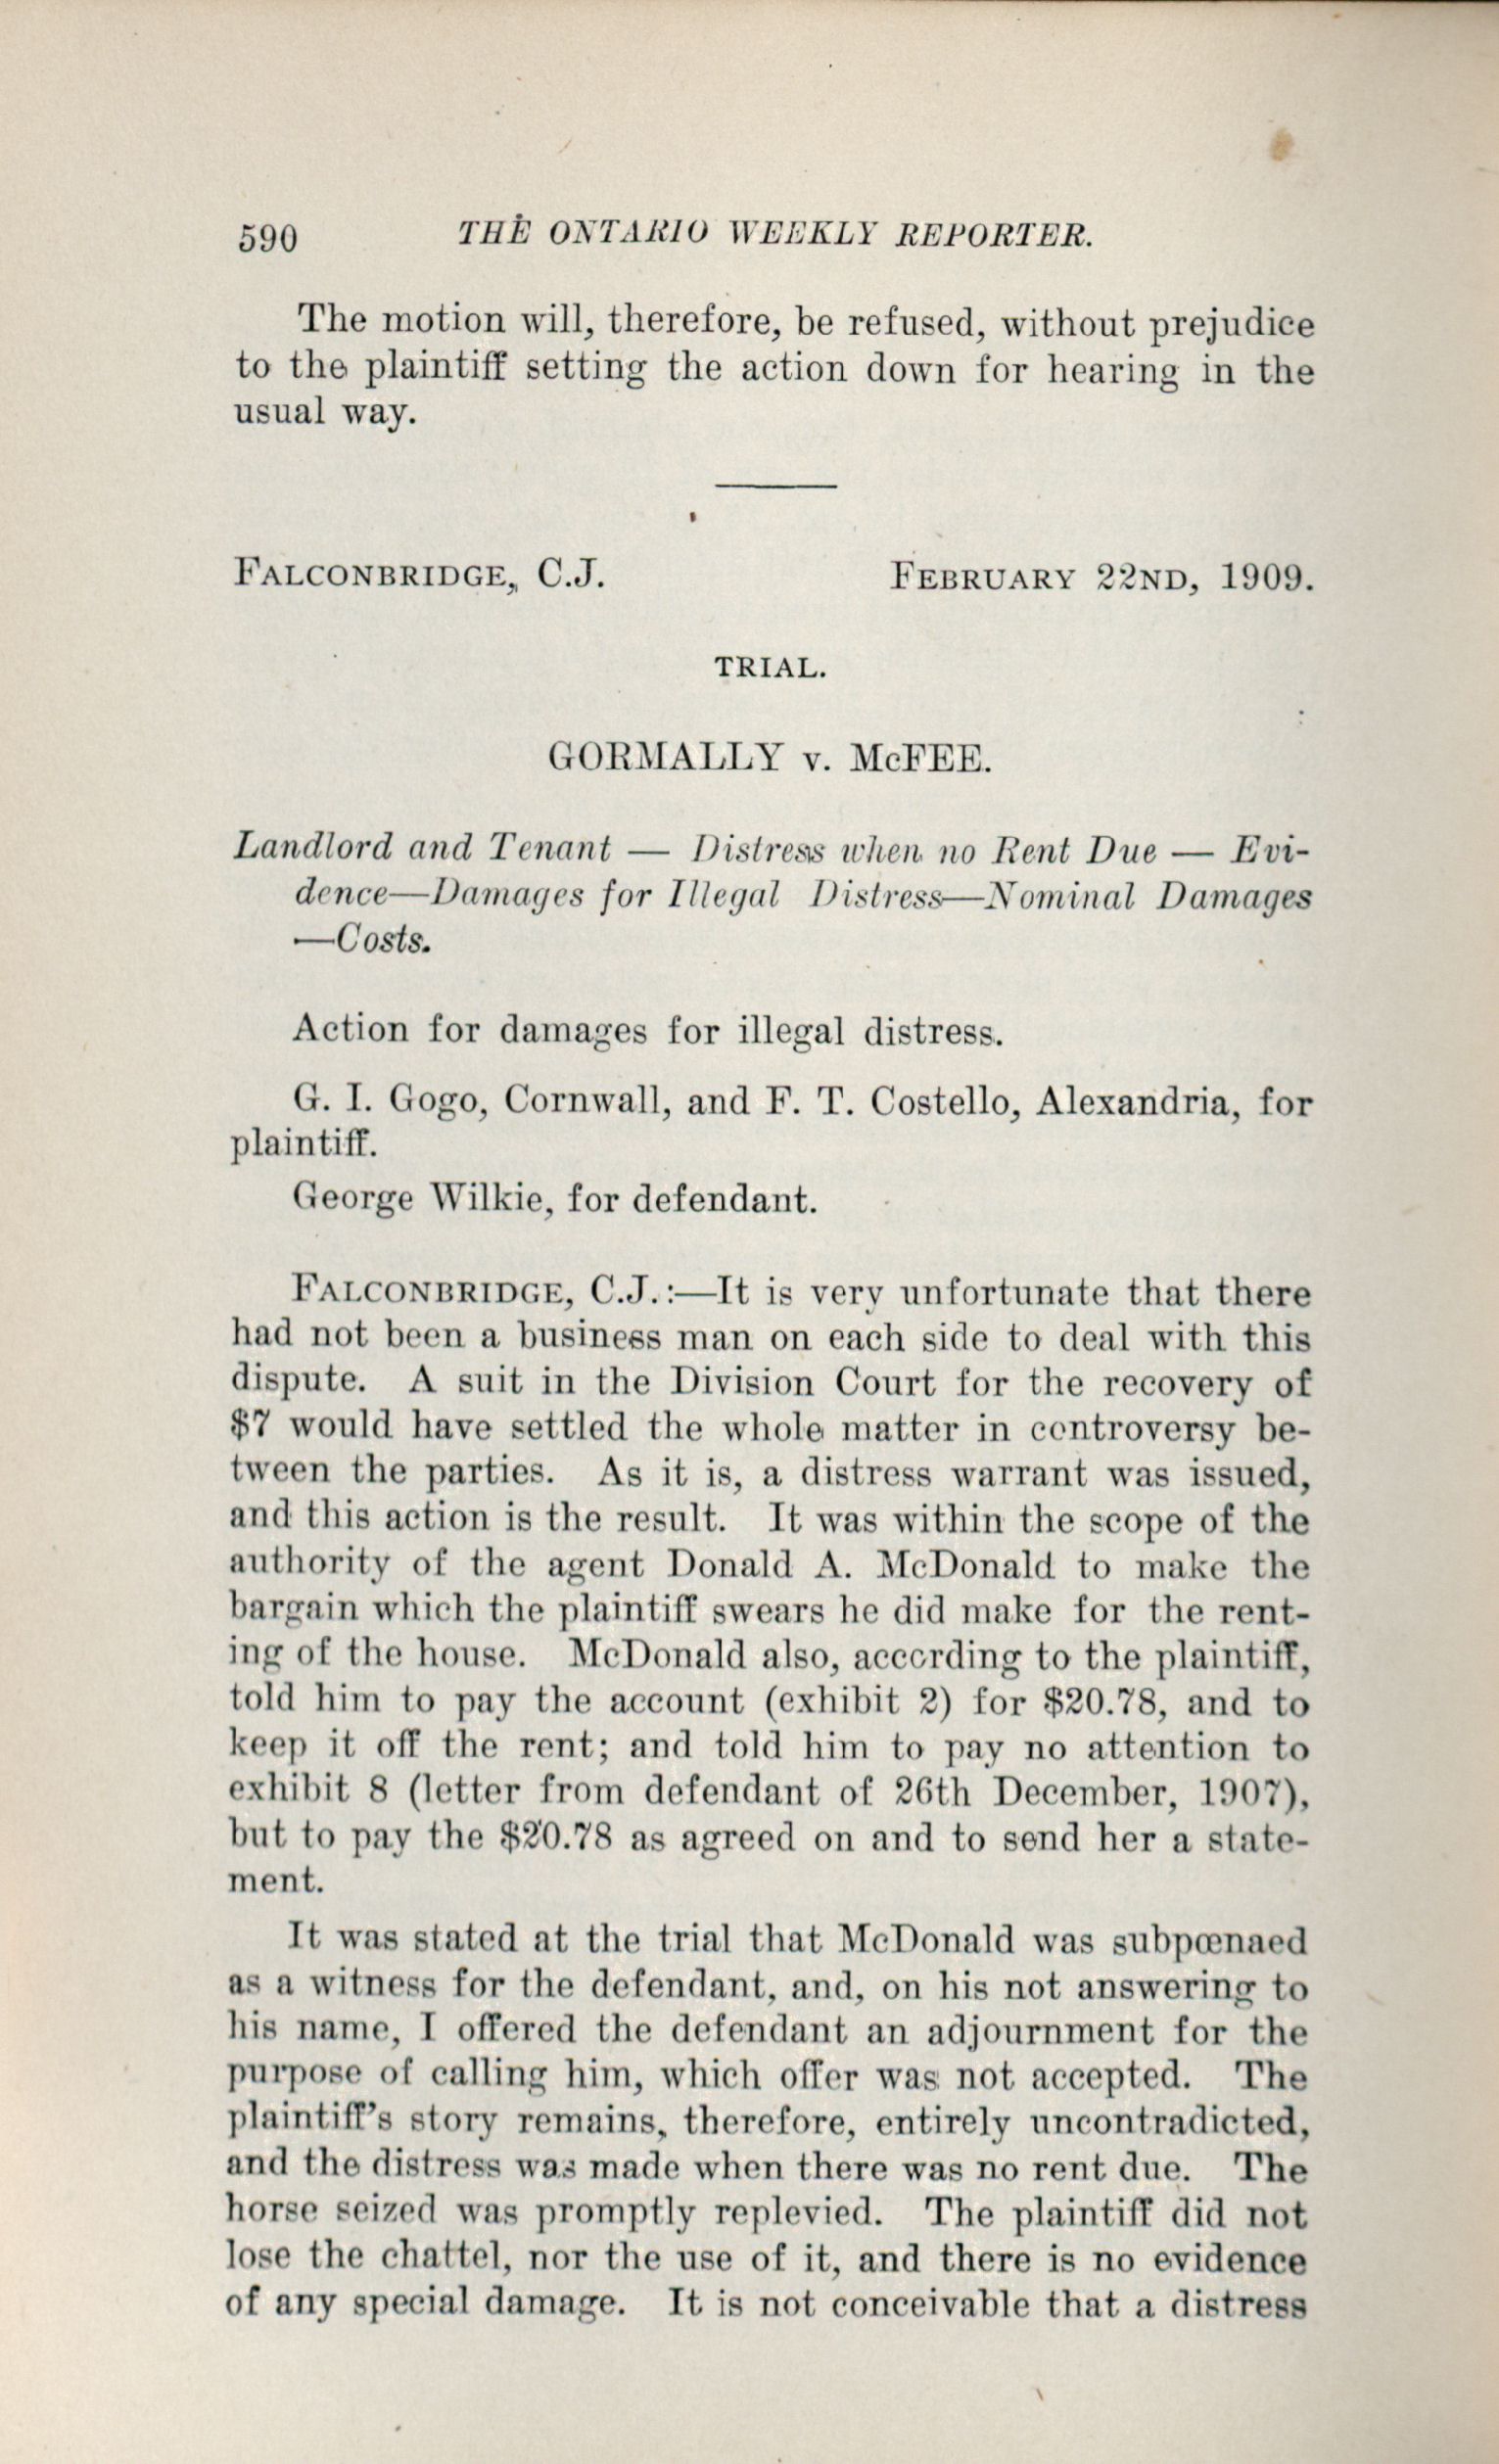 590
THE ONTARIO WEEKLY REPORTER.
The motion will, therefore, be refused, without prejudice
to the plaintiff setting the action down for hearing in the
usual way.
FALCONBRIDGE, C.J.
FEBRUARY 22ND, 1909.
TRIAL.
GORMALLY v. McFEE.
Landlord and Tenant — Distress when no Rent Due — Evi-
dence—Damages for Illegal Distress—Nominal Damages
—Costs.
Action for damages for illegal distress.
G. I. Gogo, Cornwall, and F. T. Costello, Alexandria, for
plaintiff.
George Wilkie, for defendant.
FALCONBRIDGE, C.J.:—It is very unfortunate that there
had not been a business man on each side to deal with this
dispute. A suit in the Division Court for the recovery of
$7 would have settled the whole matter in controversy be-
tween the parties. As it is, a distress warrant was issued,
and this action is the result. It was within the scope of the
authority of the agent Donald A. McDonald to make the
bargain which the plaintiff swears he did make for the rent-
ing of the house. McDonald also, according to the plaintiff,
told him to pay the account (exhibit 2) for $20.78, and to
keep it off the rent; and told him to pay no attention to
exhibit 8 (letter from defendant of 26th December, 1907),
but to pay the $20.78 as agreed on and to send her a state-
ment.
It was stated at the trial that McDonald was subpœnaed
as a witness for the defendant, and, on his not answering to
his name, I offered the defendant an adjournment for the
purpose of calling him, which offer was not accepted. The
plaintiff's story remains, therefore, entirely uncontradicted,
and the distress was made when there was no rent due. The
horse seized was promptly replevied. The plaintiff did not
lose the chattel, nor the use of it, and there is no evidence
of any special damage. It is not conceivable that a distress